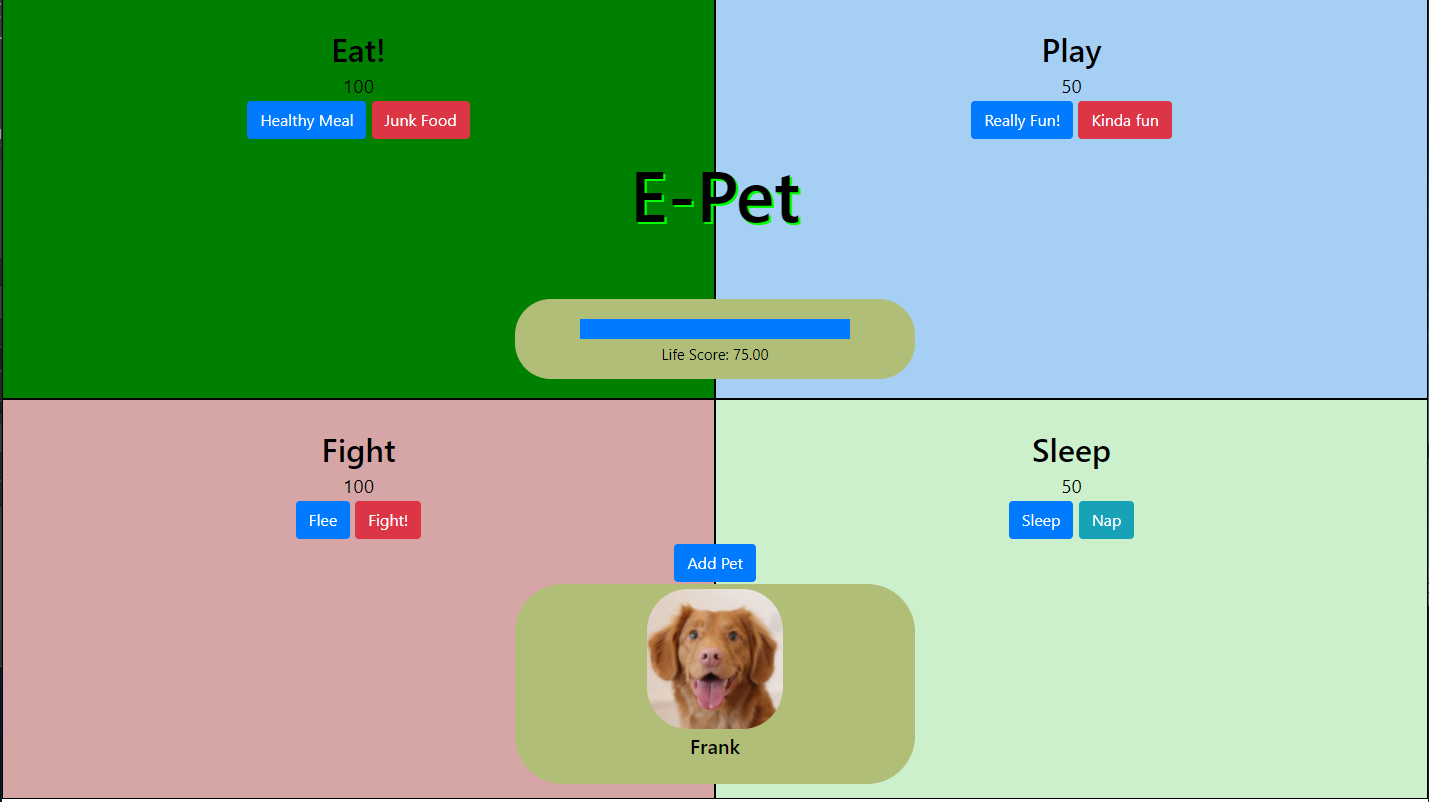 Eat!
100
Healthy Meal
Junk Food
Play
50
Really Fun!
Kinda fun
E-Pet
Life Score: 75.00
Fight
100
Flee
Fight!
Sleep
50
Sleep
Nap
Add Pet
Frank